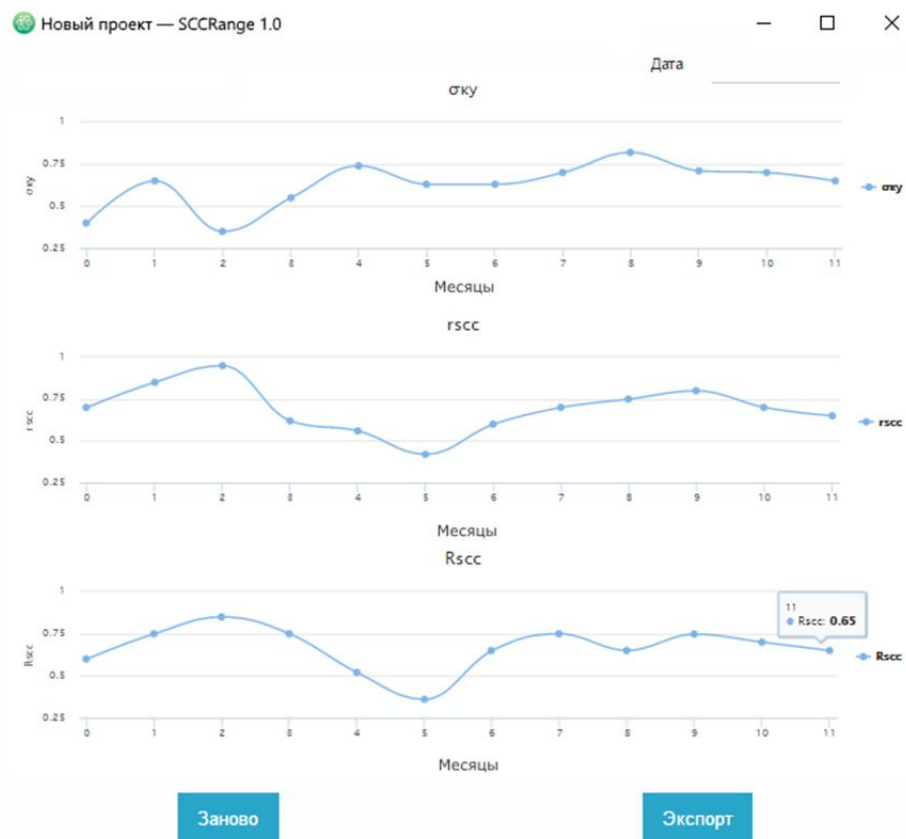 Новый проект — SCCRange 1.0
Дата
σку
1
0.75
0.5
0.25
σку
0 1 2 3 4 5 6 7 8 9 10 11
Месяцы
σку
rscc
1
0.75
0.5
0.25
rscc
0 1 2 3 4 5 6 7 8 9 10 11
Месяцы
rscc
Rscc
1
0.75
0.5
0.25
Rscc
0 1 2 3 4 5 6 7 8 9 10 11
Месяцы
11
Rscc: 0.65
Rscc
Заново
Экспорт